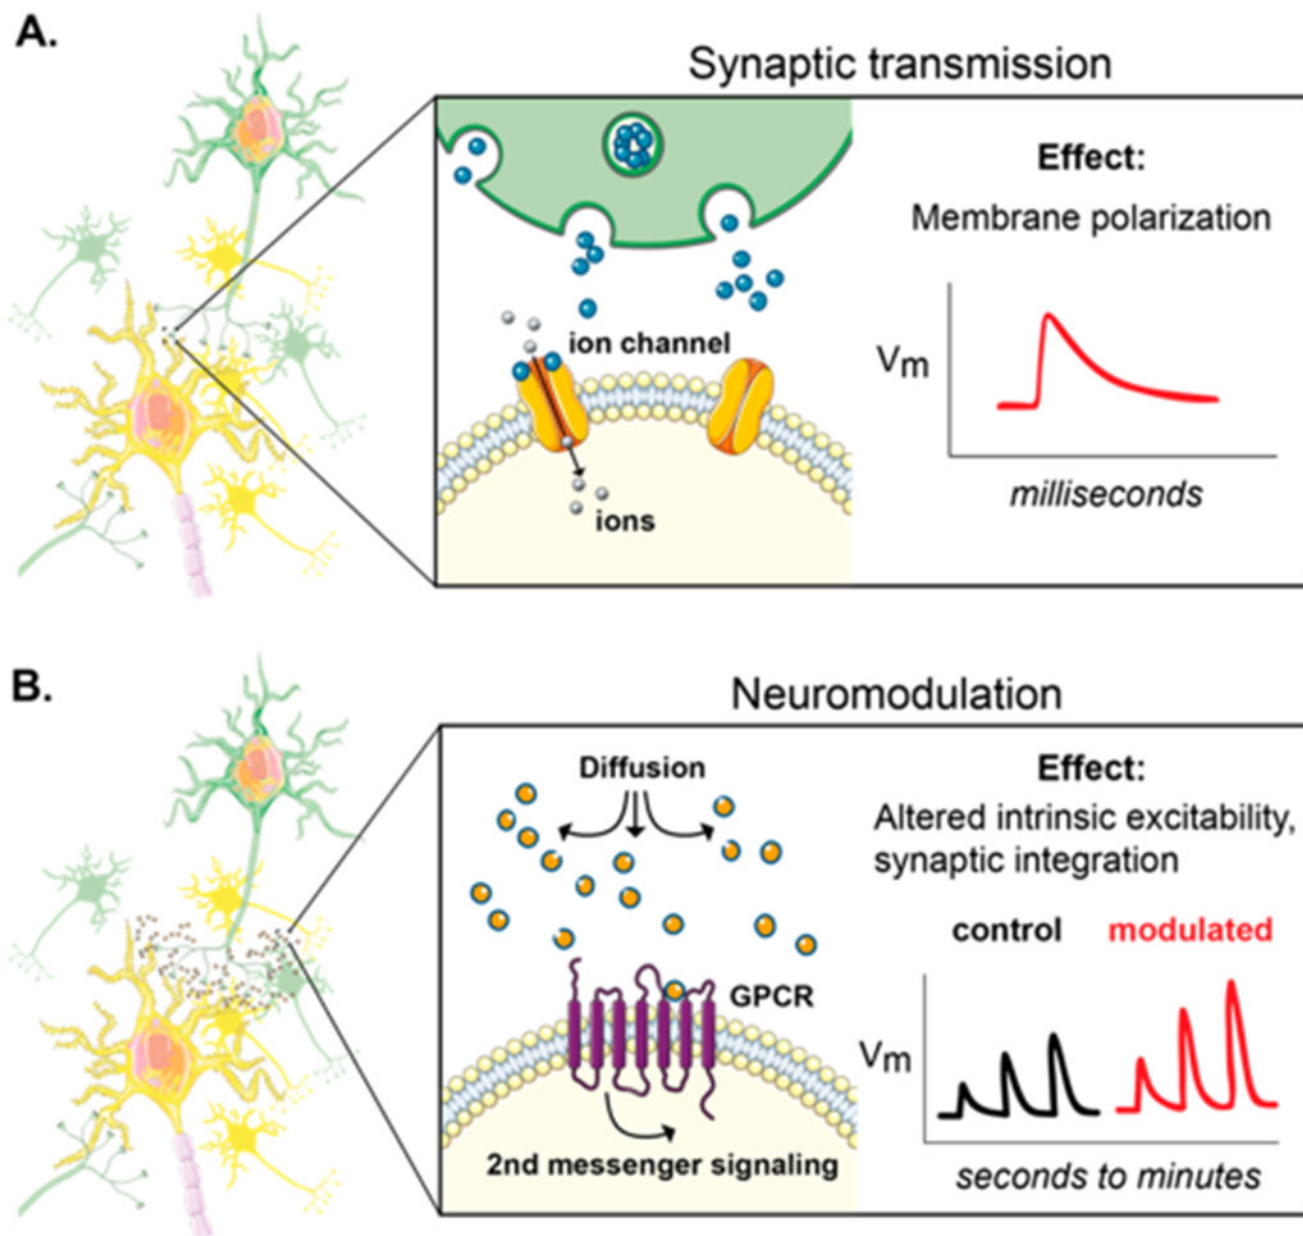 A.
Synaptic transmission
Effect:
Membrane polarization
ion channel
ions
Vm
milliseconds
B.
Neuromodulation
Diffusion
GPCR
2nd messenger signaling
Effect:
Altered intrinsic excitability,
synaptic integration
control modulated
Vm
seconds to minutes